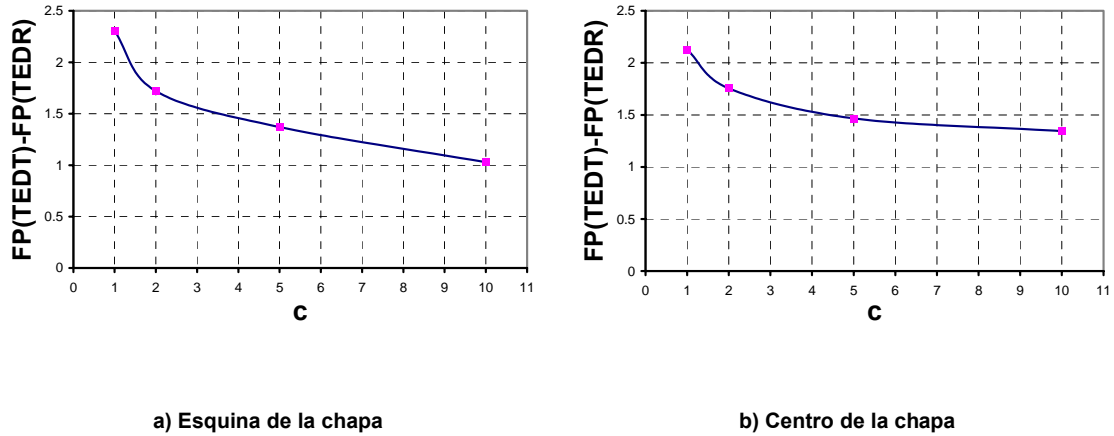 2.5
2
1.5
1
0.5
0
FP(TEDT)-FP(TEDR)
0 1 2 3 4 5 6 7 8 9 10 11
c
2.5
2
1.5
1
0.5
0
FP(TEDT)-FP(TEDR)
0 1 2 3 4 5 6 7 8 9 10 11
c
a) Esquina de la chapa
b) Centro de la chapa